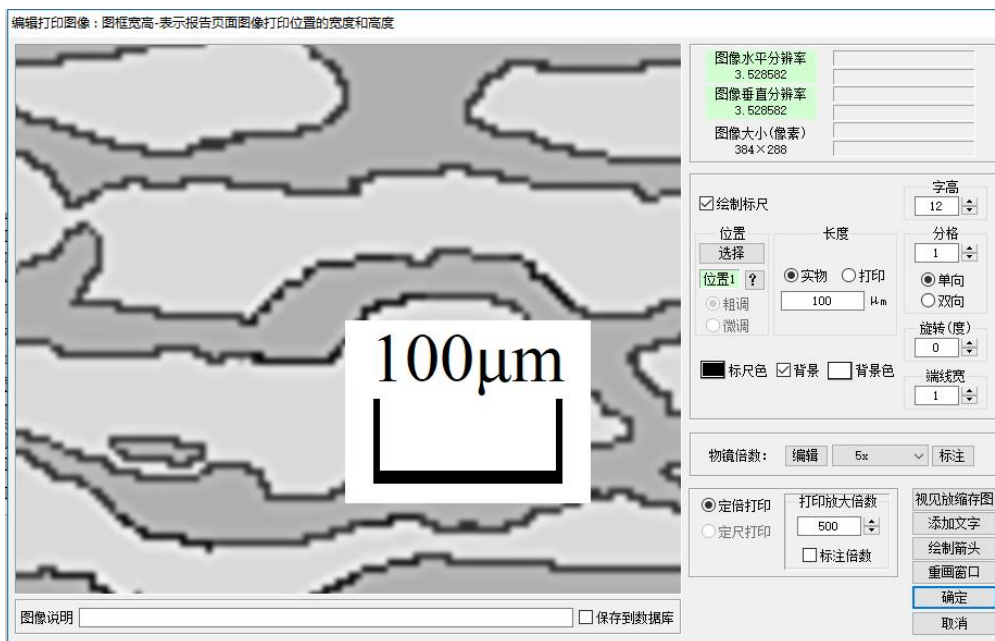 编辑打印图像：图框宽高-表示报告页面图像打印位置的宽度和高度
100μm
图像说明
保存到数据库
图像水平分辨率
3.528582
图像垂直分辨率
3.528582
图像大小(像素)
384×288
绘制标尺
字高
12
位置
选择
位置1 ?
粗调
微调
长度
实物 打印
100 μm
分格
1
单向
双向
旋转(度)
0
标尺色 背景 背景色
端线宽
1
物镜倍数： 编辑 5x 标注
定倍打印
定尺打印
打印放大倍数
500
标注倍数
视见放缩存图
添加文字
绘制箭头
重画窗口
确定
取消